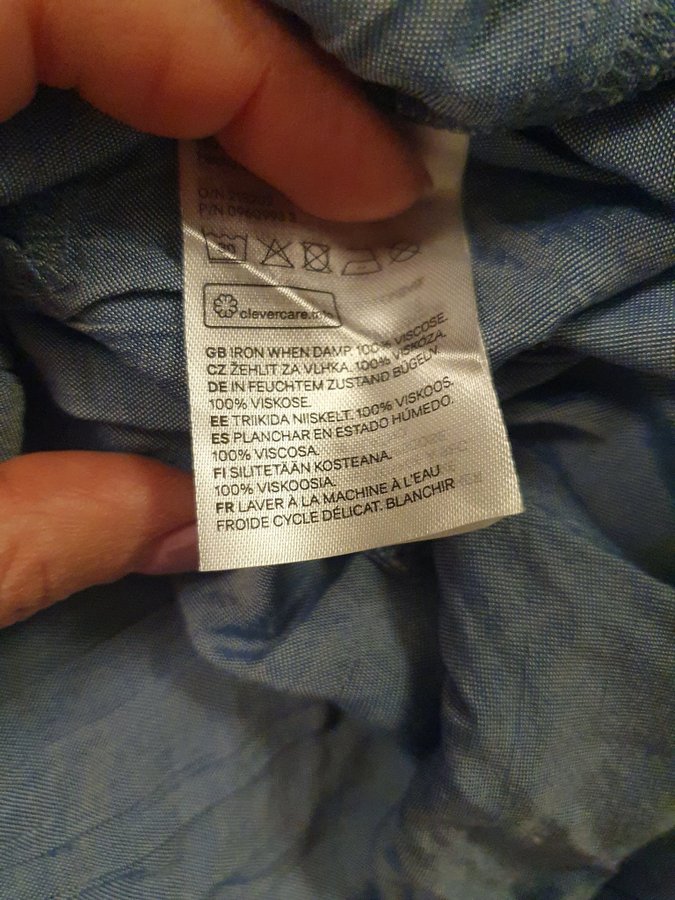 30
clevercare.info
GB IRON WHEN DAMP. 100% VISCOSE.
CZ ŽEHLIT ZA VLHKA. 100% VISKÓZA.
DE IN FEUCHTEM ZUSTAND BÜGELN.
100% VISKOSE.
EE TRIIKIDA NIISKELT. 100% VISKOOS.
ES PLANCHAR EN ESTADO HÚMEDO.
100% VISCOSA.
FI SILITETÄÄN KOSTEANA.
100% VISKOOSIA.
FR LAVER À LA MACHINE À L'EAU
FROIDE CYCLE DÉLICAT. BLANCHIR